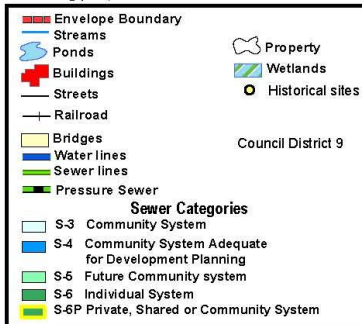 Envelope Boundary
Streams
Ponds
Buildings
Streets
Railroad
Bridges
Water lines
Sewer lines
Pressure Sewer
Property
Wetlands
Historical sites
Council District 9
Sewer Categories
S-3 Community System
S-4 Community System Adequate
for Development Planning
S-5 Future Community system
S-6 Individual System
S-6P Private, Shared or Community System